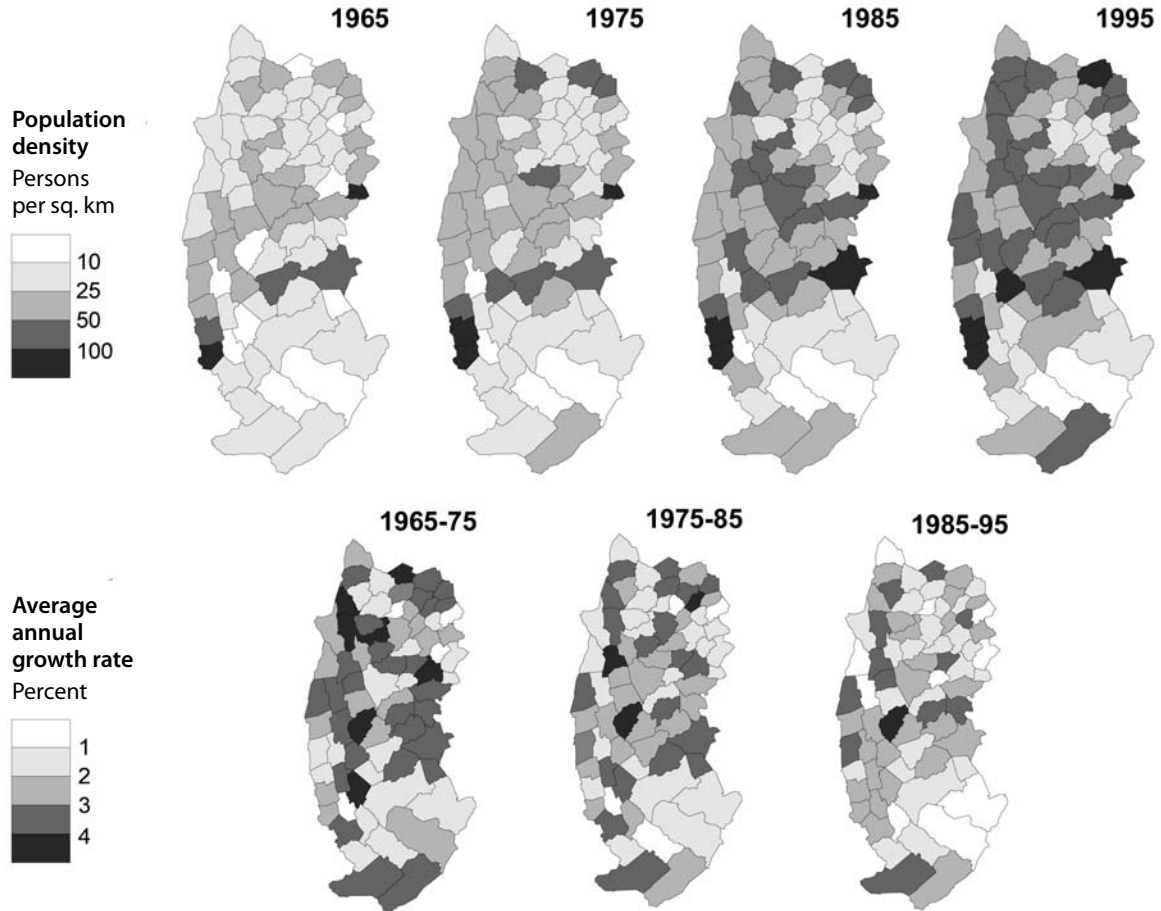 1965
1975
1985
1995
Population
density
Persons
per sq. km
10
25
50
100
1965-75
1975-85
1985-95
Average
annual
growth rate
Percent
1
2
3
4